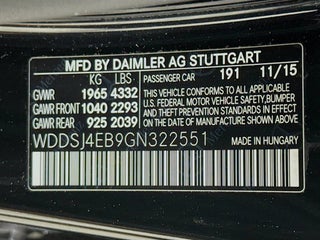 MFD BY DAIMLER AG STUTTGART
KG LBS PASSENGER CAR 191 11/15
GVWR 1965 4332 THIS VEHICLE CONFORMS TO ALL
GAWR FRONT 1040 2293 APPLICABLE U.S. FEDERAL MOTOR VEHICLE SAFETY, BUMPER,
GAWR REAR 925 2039 AND THEFT PREVENTION STANDARDS IN EFFECT ON THE DATE OF MANUFACTURE SHOWN ABOVE.
WDDSJ4EB9GN322551
MADE IN HUNGARY